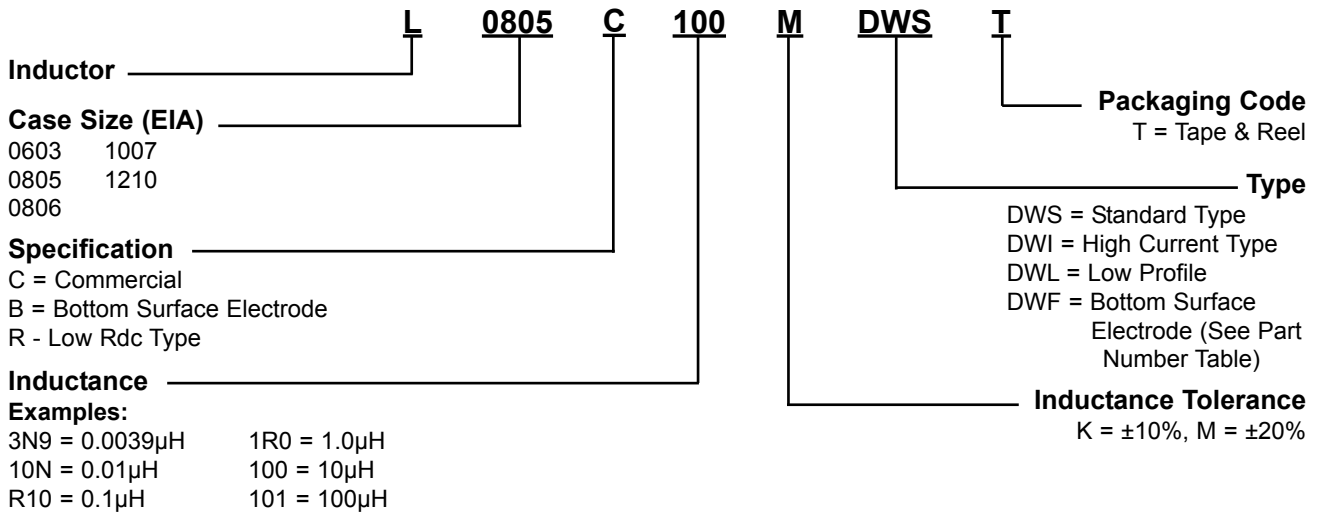 L 0805 C 100 M DWS T
Inductor
Case Size (EIA)
0603 1007
0805 1210
0806
Specification
C = Commercial
B = Bottom Surface Electrode
R - Low Rdc Type
Inductance
Examples:
3N9 = 0.0039µH 1R0 = 1.0µH
10N = 0.01µH 100 = 10µH
R10 = 0.1µH 101 = 100µH
Packaging Code
T = Tape & Reel
Type
DWS = Standard Type
DWI = High Current Type
DWL = Low Profile
DWF = Bottom Surface
Electrode (See Part
Number Table)
Inductance Tolerance
K = ±10%, M = ±20%